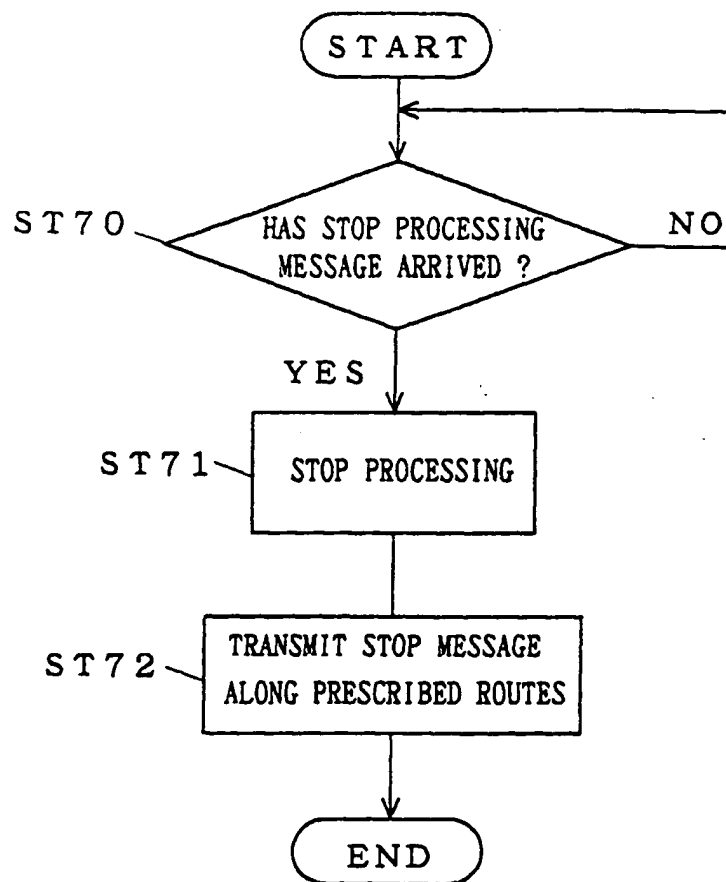 START
ST70
HAS STOP PROCESSING
MESSAGE ARRIVED ?
NO
YES
ST71
STOP PROCESSING
ST72
TRANSMIT STOP MESSAGE
ALONG PRESCRIBED ROUTES
END